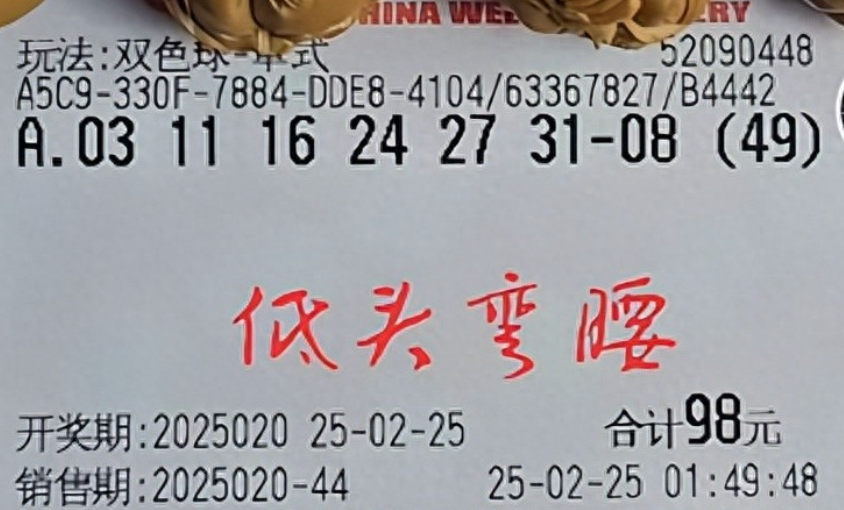 HINA WE RY
玩法:双色球-单式 52090448
A5C9-330F-7884-DDE8-4104/63367827/B4442
A.03 11 16 24 27 31-08 (49)
低头弯腰
开奖期:2025020 25-02-25 合计98元
销售期:2025020-44 25-02-25 01:49:48